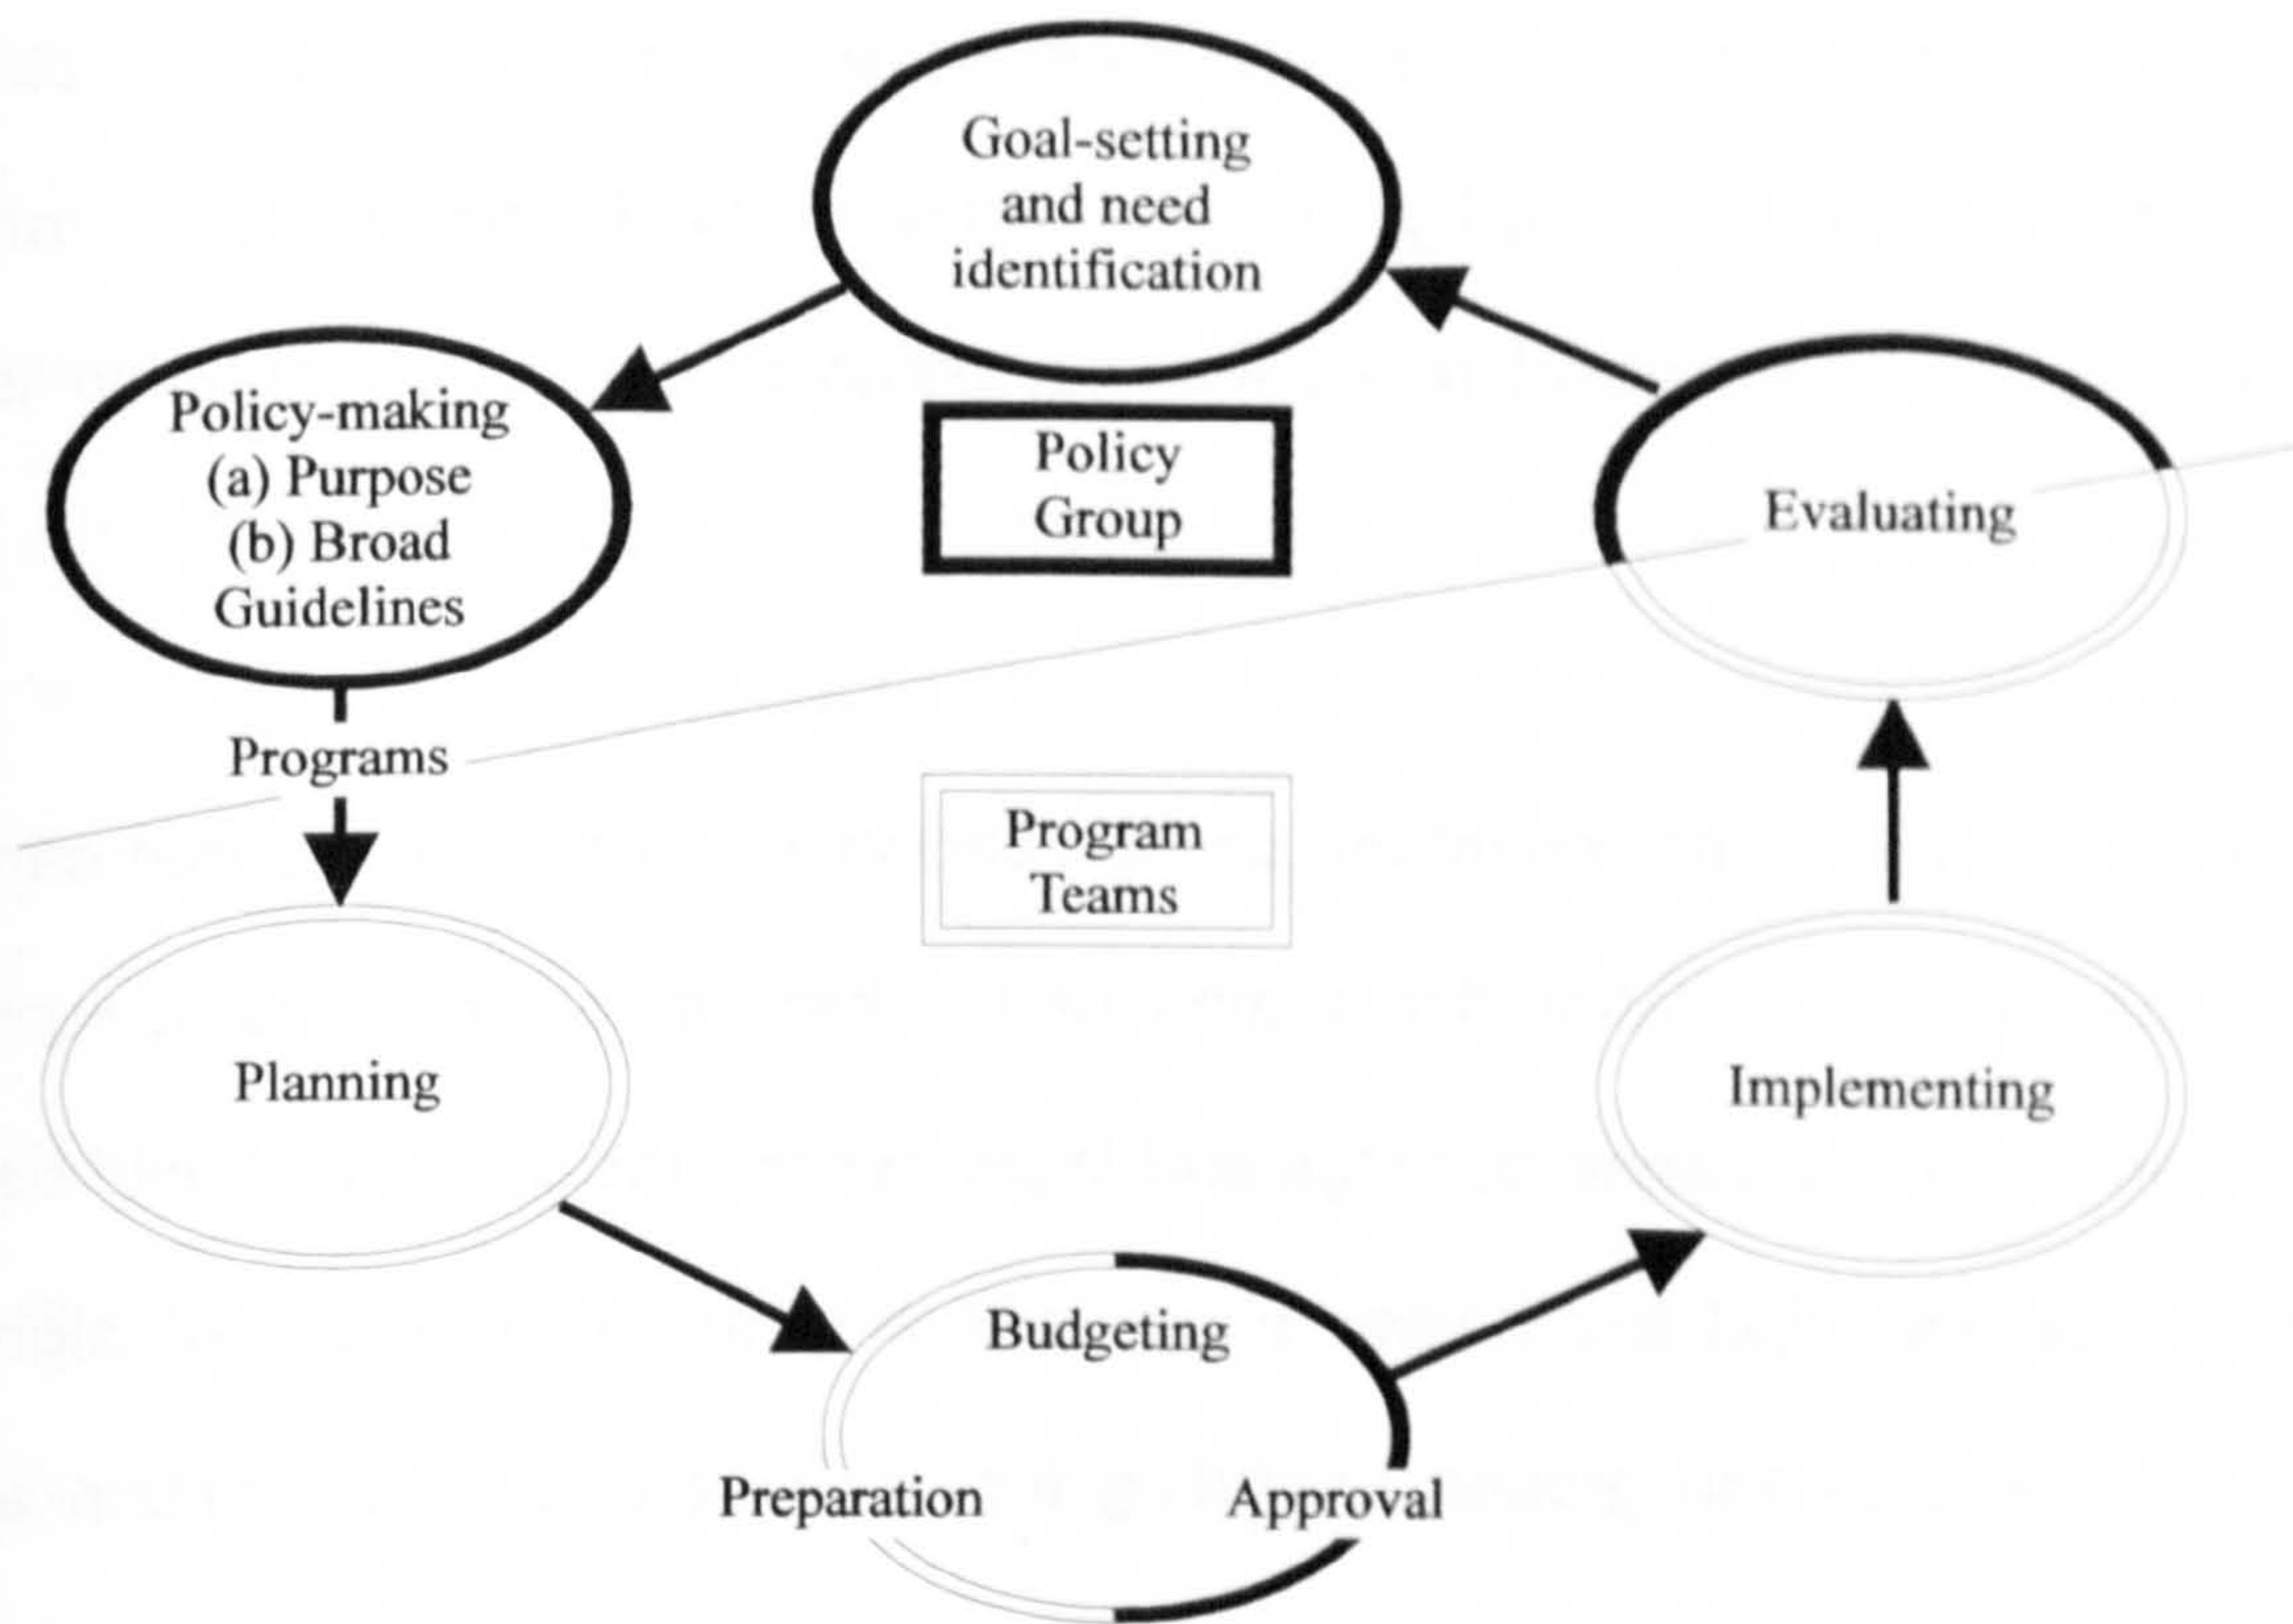 Goal-setting
and need
identification
Policy-making
(a) Purpose
(b) Broad
Guidelines
Policy
Group
Evaluating
Programs
Program
Teams
Planning
Implementing
Budgeting
Preparation
Approval